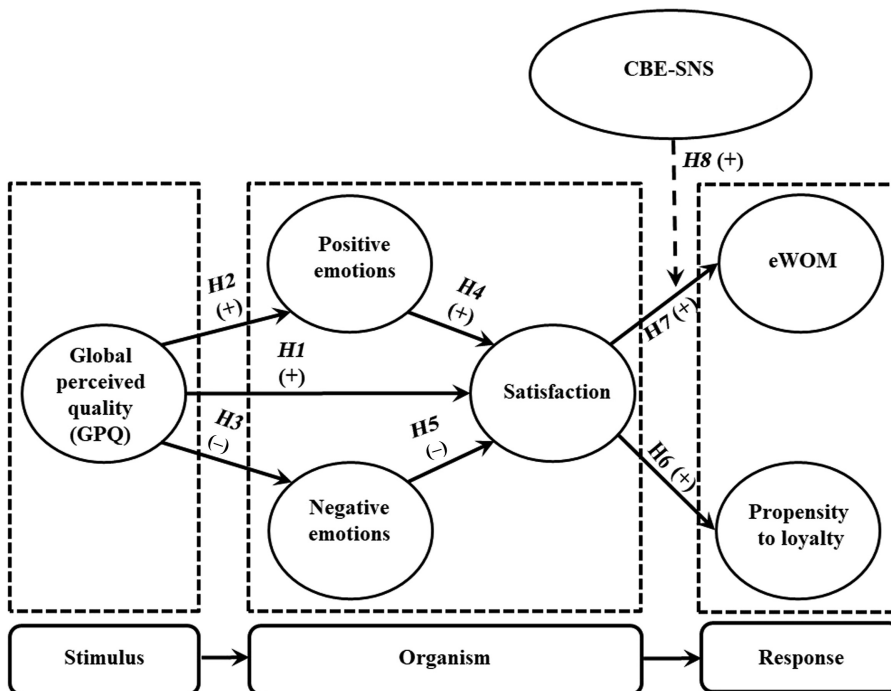 CBE-SNS
H8 (+)
Positive
emotions
eWOM
H2
(+)
H4
(+)
H7 (+)
Global
perceived
quality
(GPQ)
H1
(+)
Satisfaction
H3
(–)
H5
(–)
H6 (+)
Negative
emotions
Propensity
to loyalty
Stimulus
Organism
Response